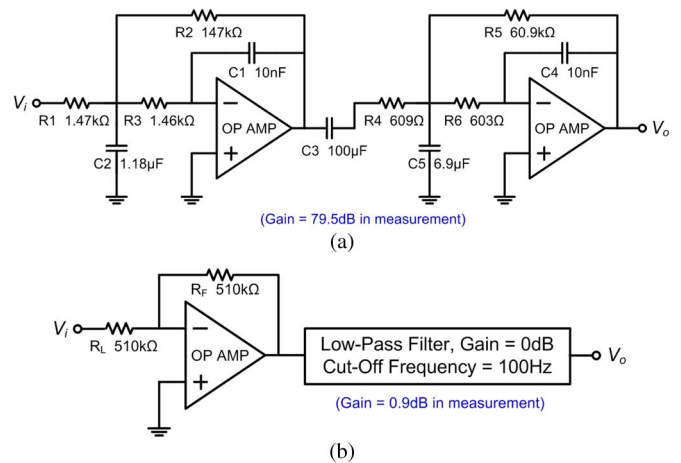 R2 147kΩ
R5 60.9kΩ
C1 10nF
C4 10nF
Vi
R1 1.47kΩ
R3 1.46kΩ
R4 609Ω
R6 603Ω
−
OP AMP
+
−
OP AMP
+
Vo
C2 1.18µF
C3 100µF
C5 6.9µF
(Gain = 79.5dB in measurement)
(a)
RF 510kΩ
Vi
RL 510kΩ
−
OP AMP
+
Low-Pass Filter, Gain = 0dB
Cut-Off Frequency = 100Hz
Vo
(Gain = 0.9dB in measurement)
(b)